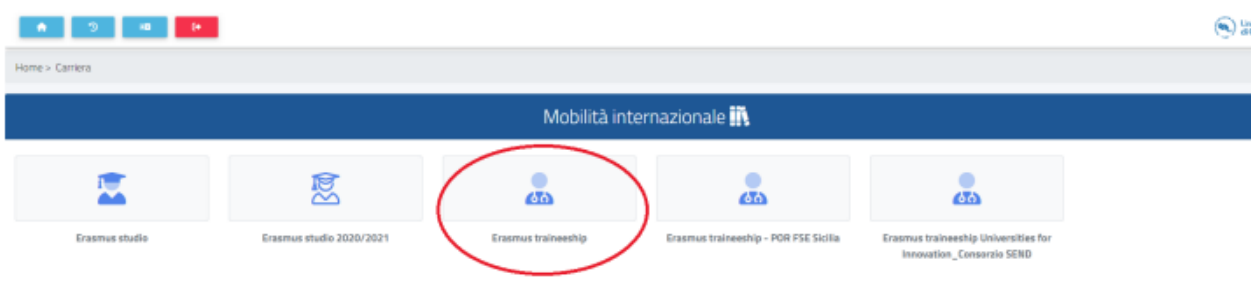 Home > Carriera
Mobilità internazionale
Erasmus studio
Erasmus studio 2020/2021
Erasmus traineeship
Erasmus traineeship - POR FSE Sicilia
Erasmus traineeship Universities for
Innovation_Consorzio SEND